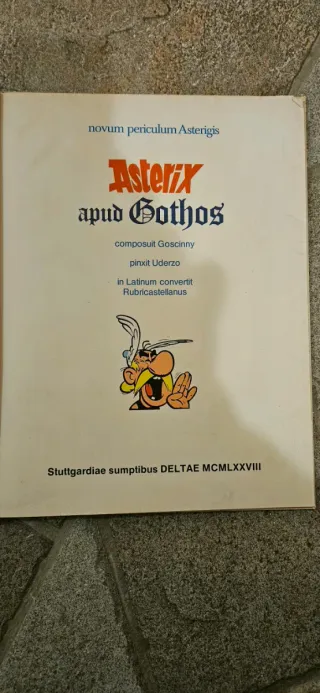 novum periculum Asterigis
Asterix
apud Gothos
composuit Goscinny
pinxit Uderzo
in Latinum convertit
Rubricastellanus
Stuttgardiae sumptibus DELTAE MCMLXXVIII